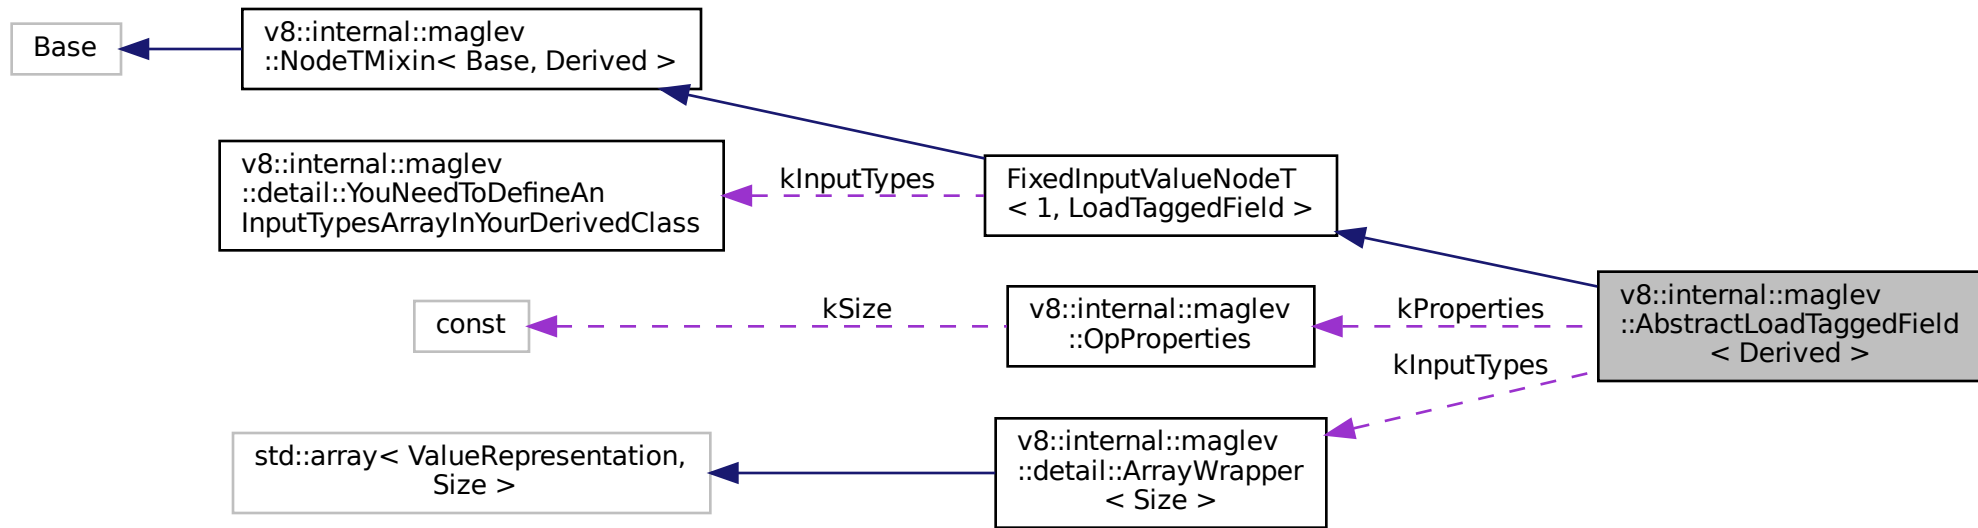 Base
v8::internal::maglev
::NodeTMixin< Base, Derived >
v8::internal::maglev
::detail::YouNeedToDefineAn
InputTypesArrayInYourDerivedClass
kInputTypes
FixedInputValueNodeT
< 1, LoadTaggedField >
const
kSize
v8::internal::maglev
::OpProperties
kProperties
kInputTypes
v8::internal::maglev
::AbstractLoadTaggedField
< Derived >
std::array< ValueRepresentation,
Size >
v8::internal::maglev
::detail::ArrayWrapper
< Size >